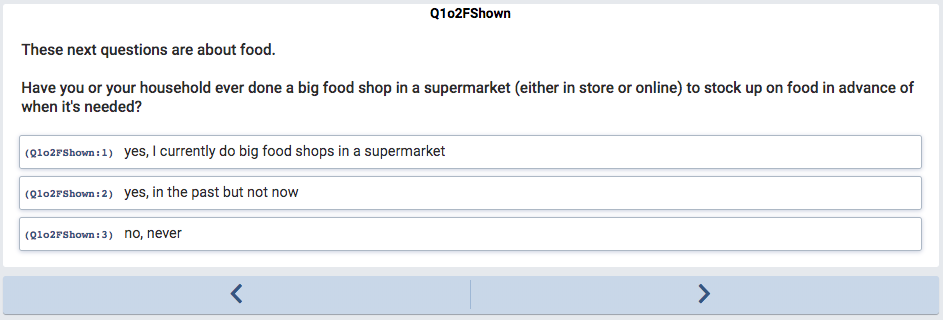 Q1o2FShown
These next questions are about food.
Have you or your household ever done a big food shop in a supermarket (either in store or online) to stock up on food in advance of
when it's needed?
(Q1o2FShown:1) yes, I currently do big food shops in a supermarket
(Q1o2FShown:2) yes, in the past but not now
(Q1o2FShown:3) no, never